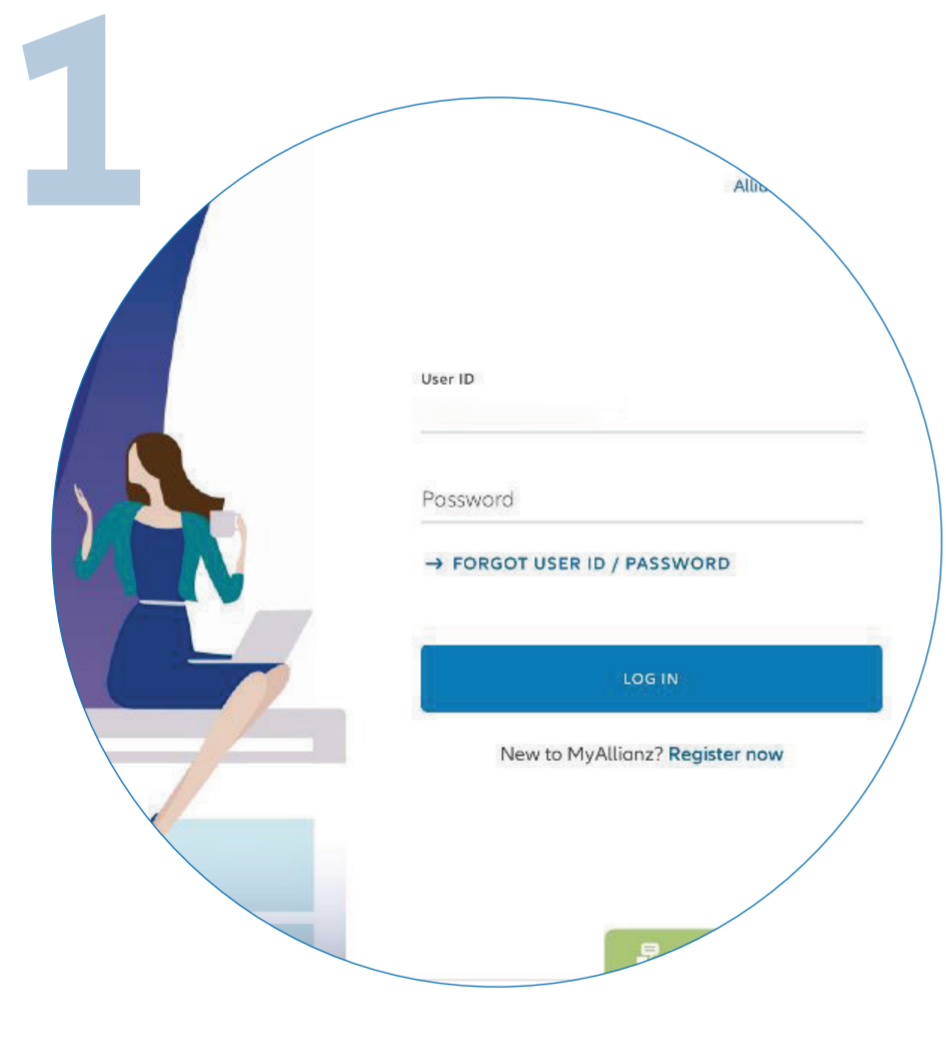 1
User ID
Password
→ FORGOT USER ID / PASSWORD
LOG IN
New to MyAllianz? Register now